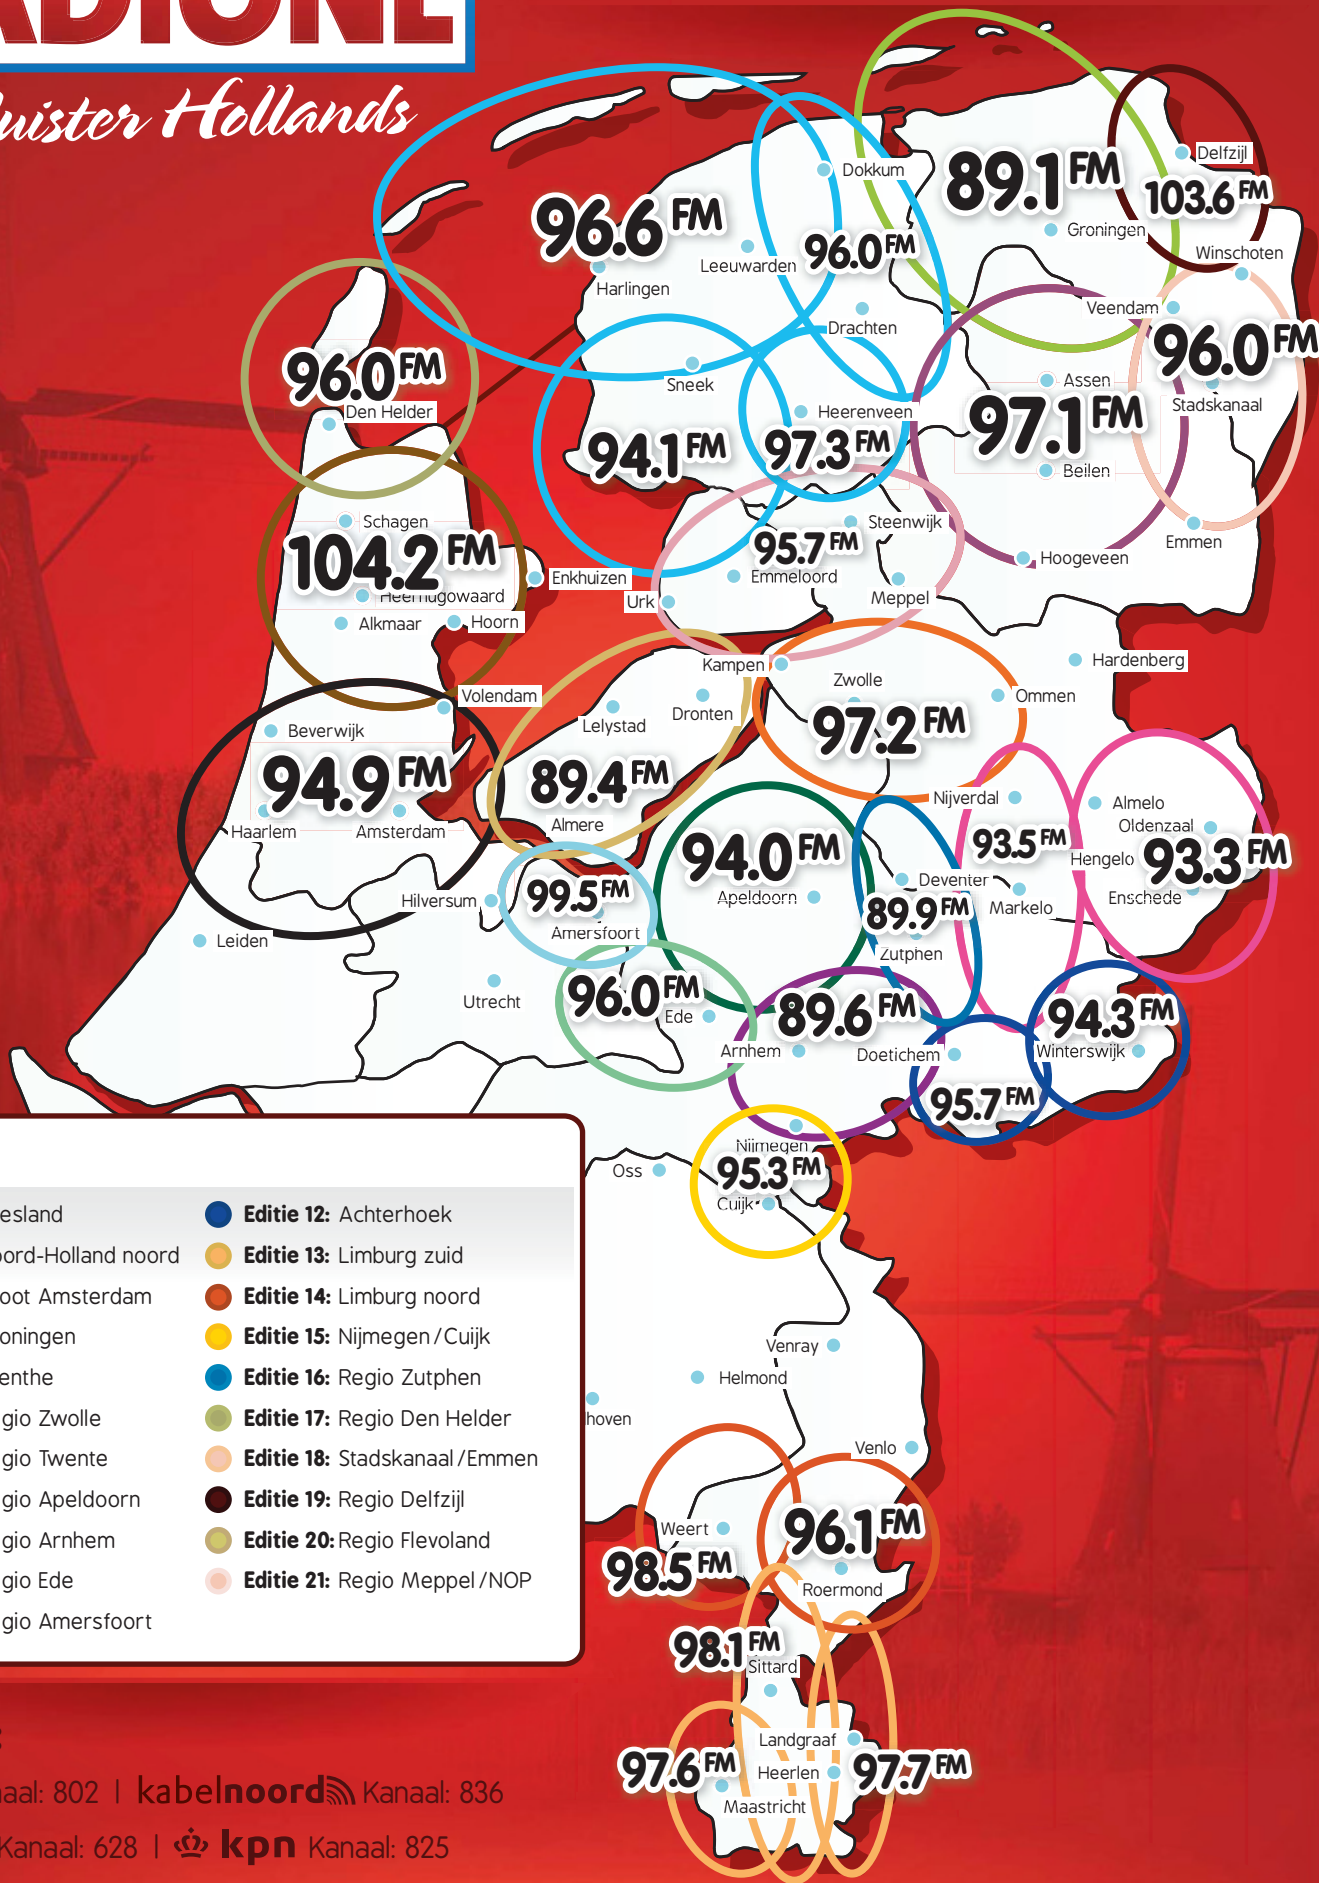 ADIONL
uister Hollands
Dokkum
89.1 FM
Delfzijl
103.6 FM
96.6 FM
Groningen
Leeuwarden
96.0 FM
Winschoten
Harlingen
Veendam
Drachten
96.0 FM
96.0 FM
Sneek
Assen
Stadskanaal
Den Helder
Heerenveen
97.1 FM
94.1 FM
97.3 FM
Beilen
Schagen
Steenwijk
Emmen
104.2 FM
95.7 FM
Hoogeveen
Enkhuizen
Emmeloord
Heerhugowaard
Urk
Meppel
Alkmaar
Hoorn
Kampen
Hardenberg
Zwolle
Volendam
Ommen
Dronten
Lelystad
97.2 FM
Beverwijk
94.9 FM
89.4 FM
Nijverdal
Almelo
Haarlem
Amsterdam
Almere
Oldenzaal
94.0 FM
93.5 FM
Hengelo
93.3 FM
Hilversum
99.5 FM
Apeldoorn
Deventer
Enschede
89.9 FM
Markelo
Amersfoort
Leiden
Zutphen
Utrecht
96.0 FM
Ede
89.6 FM
94.3 FM
Arnhem
Doetichem
Winterswijk
95.7 FM
Nijmegen
Oss
95.3 FM
Cuijk
esland
Editie 12: Achterhoek
oord-Holland noord
Editie 13: Limburg zuid
oot Amsterdam
Editie 14: Limburg noord
oningen
Editie 15: Nijmegen/Cuijk
enthe
Editie 16: Regio Zutphen
gio Zwolle
Editie 17: Regio Den Helder
gio Twente
Editie 18: Stadskanaal/Emmen
gio Apeldoorn
Editie 19: Regio Delfzijl
gio Arnhem
Editie 20: Regio Flevoland
gio Ede
Editie 21: Regio Meppel/NOP
gio Amersfoort
Venray
Helmond
hoven
Venlo
Weert
96.1 FM
98.5 FM
Roermond
98.1 FM
Sittard
Landgraaf
97.6 FM
Heerlen
97.7 FM
Maastricht
naal: 802 | kabelnoord Kanaal: 836
Kanaal: 628 | kpn Kanaal: 825